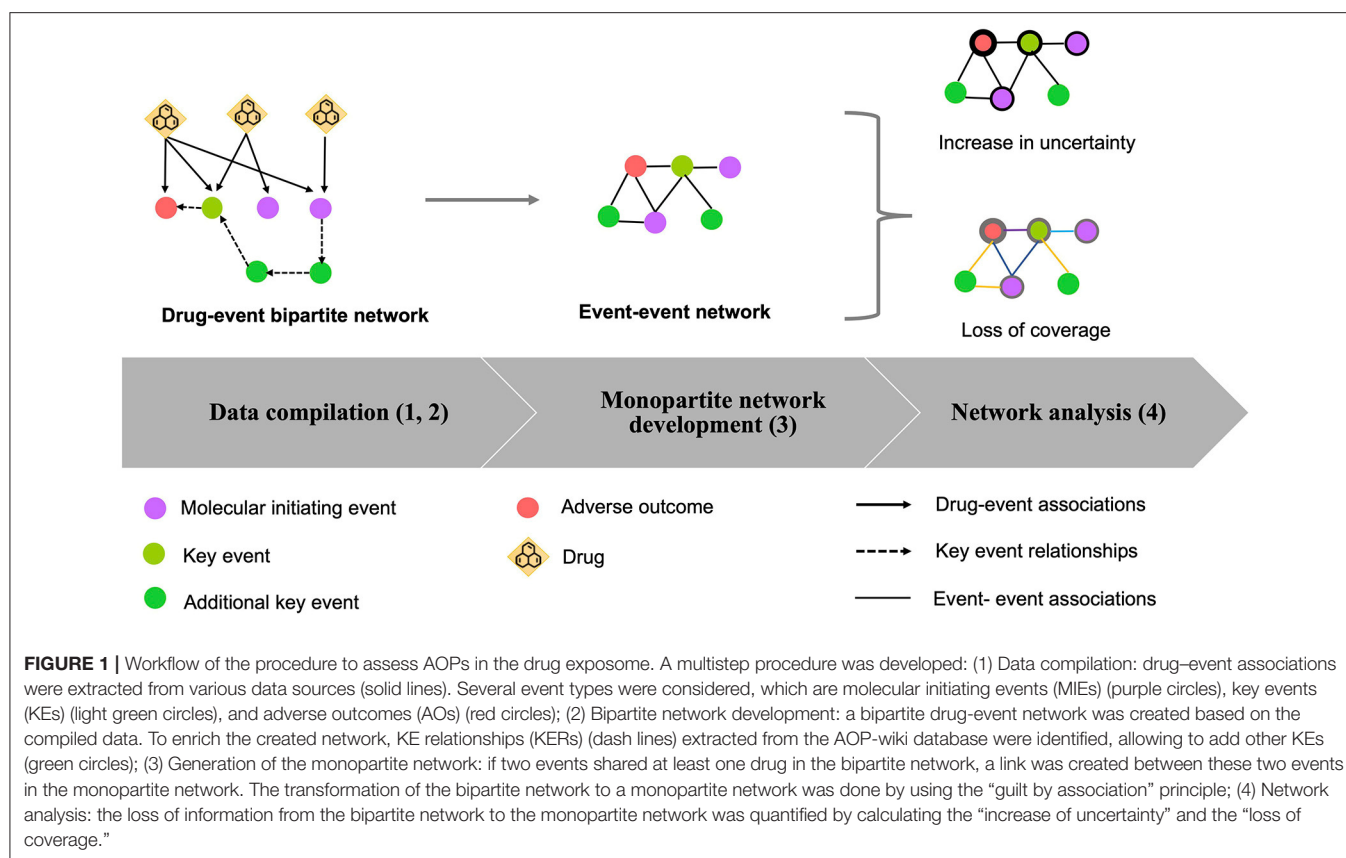 Increase in uncertainty
Drug-event bipartite network
Event-event network
Loss of coverage
Data compilation (1, 2)
Monopartite network
development (3)
Network analysis (4)
Molecular initiating event
Adverse outcome
Drug-event associations
Key event
Drug
Key event relationships
Additional key event
Event- event associations
FIGURE 1 | Workflow of the procedure to assess AOPs in the drug exposome. A multistep procedure was developed: (1) Data compilation: drug–event associations
were extracted from various data sources (solid lines). Several event types were considered, which are molecular initiating events (MIEs) (purple circles), key events
(KEs) (light green circles), and adverse outcomes (AOs) (red circles); (2) Bipartite network development: a bipartite drug-event network was created based on the
compiled data. To enrich the created network, KE relationships (KERs) (dash lines) extracted from the AOP-wiki database were identified, allowing to add other KEs
(green circles); (3) Generation of the monopartite network: if two events shared at least one drug in the bipartite network, a link was created between these two events
in the monopartite network. The transformation of the bipartite network to a monopartite network was done by using the “guilt by association” principle; (4) Network
analysis: the loss of information from the bipartite network to the monopartite network was quantified by calculating the “increase of uncertainty” and the “loss of
coverage.”